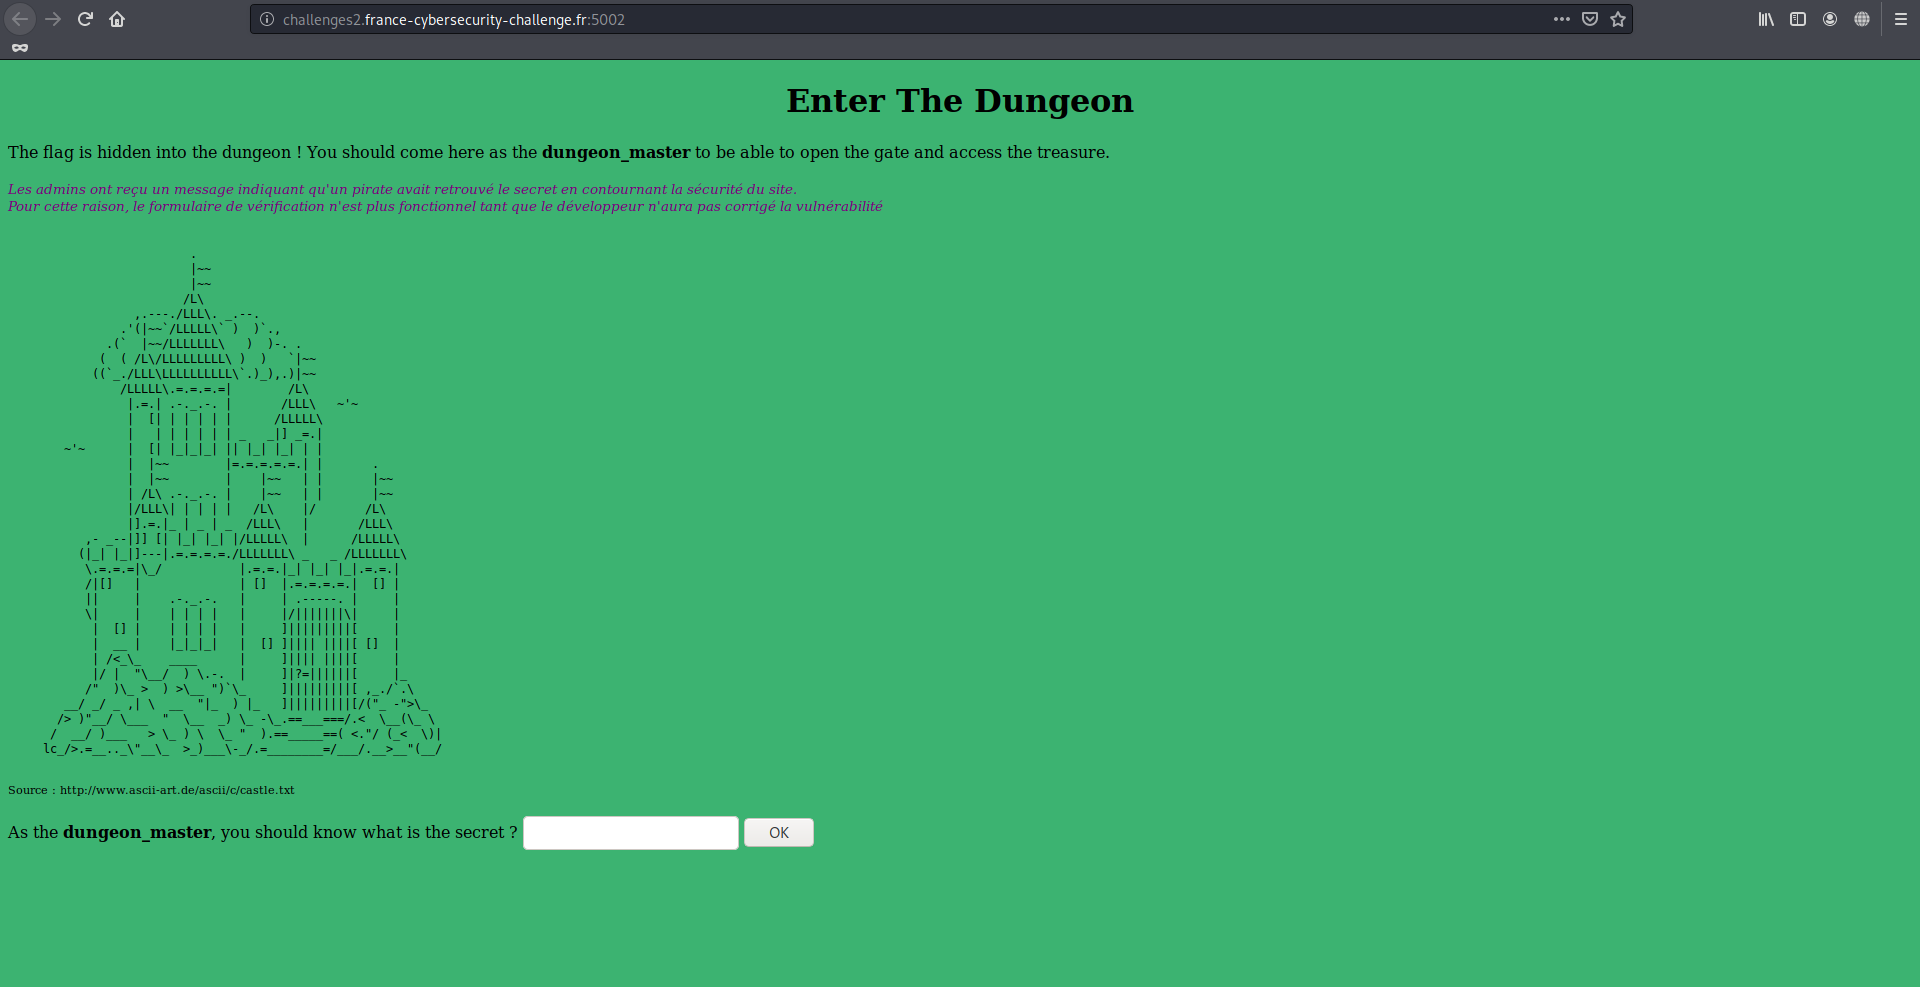 challenges2.france-cybersecurity-challenge.fr:5002
Enter The Dungeon
The flag is hidden into the dungeon ! You should come here as the dungeon_master to be able to open the gate and access the treasure.
Les admins ont reçu un message indiquant qu'un pirate avait retrouvé le secret en contournant la sécurité du site.
Pour cette raison, le formulaire de vérification n'est plus fonctionnel tant que le développeur n'aura pas corrigé la vulnérabilité
Source : http://www.ascii-art.de/ascii/c/castle.txt
As the dungeon_master, you should know what is the secret ? OK